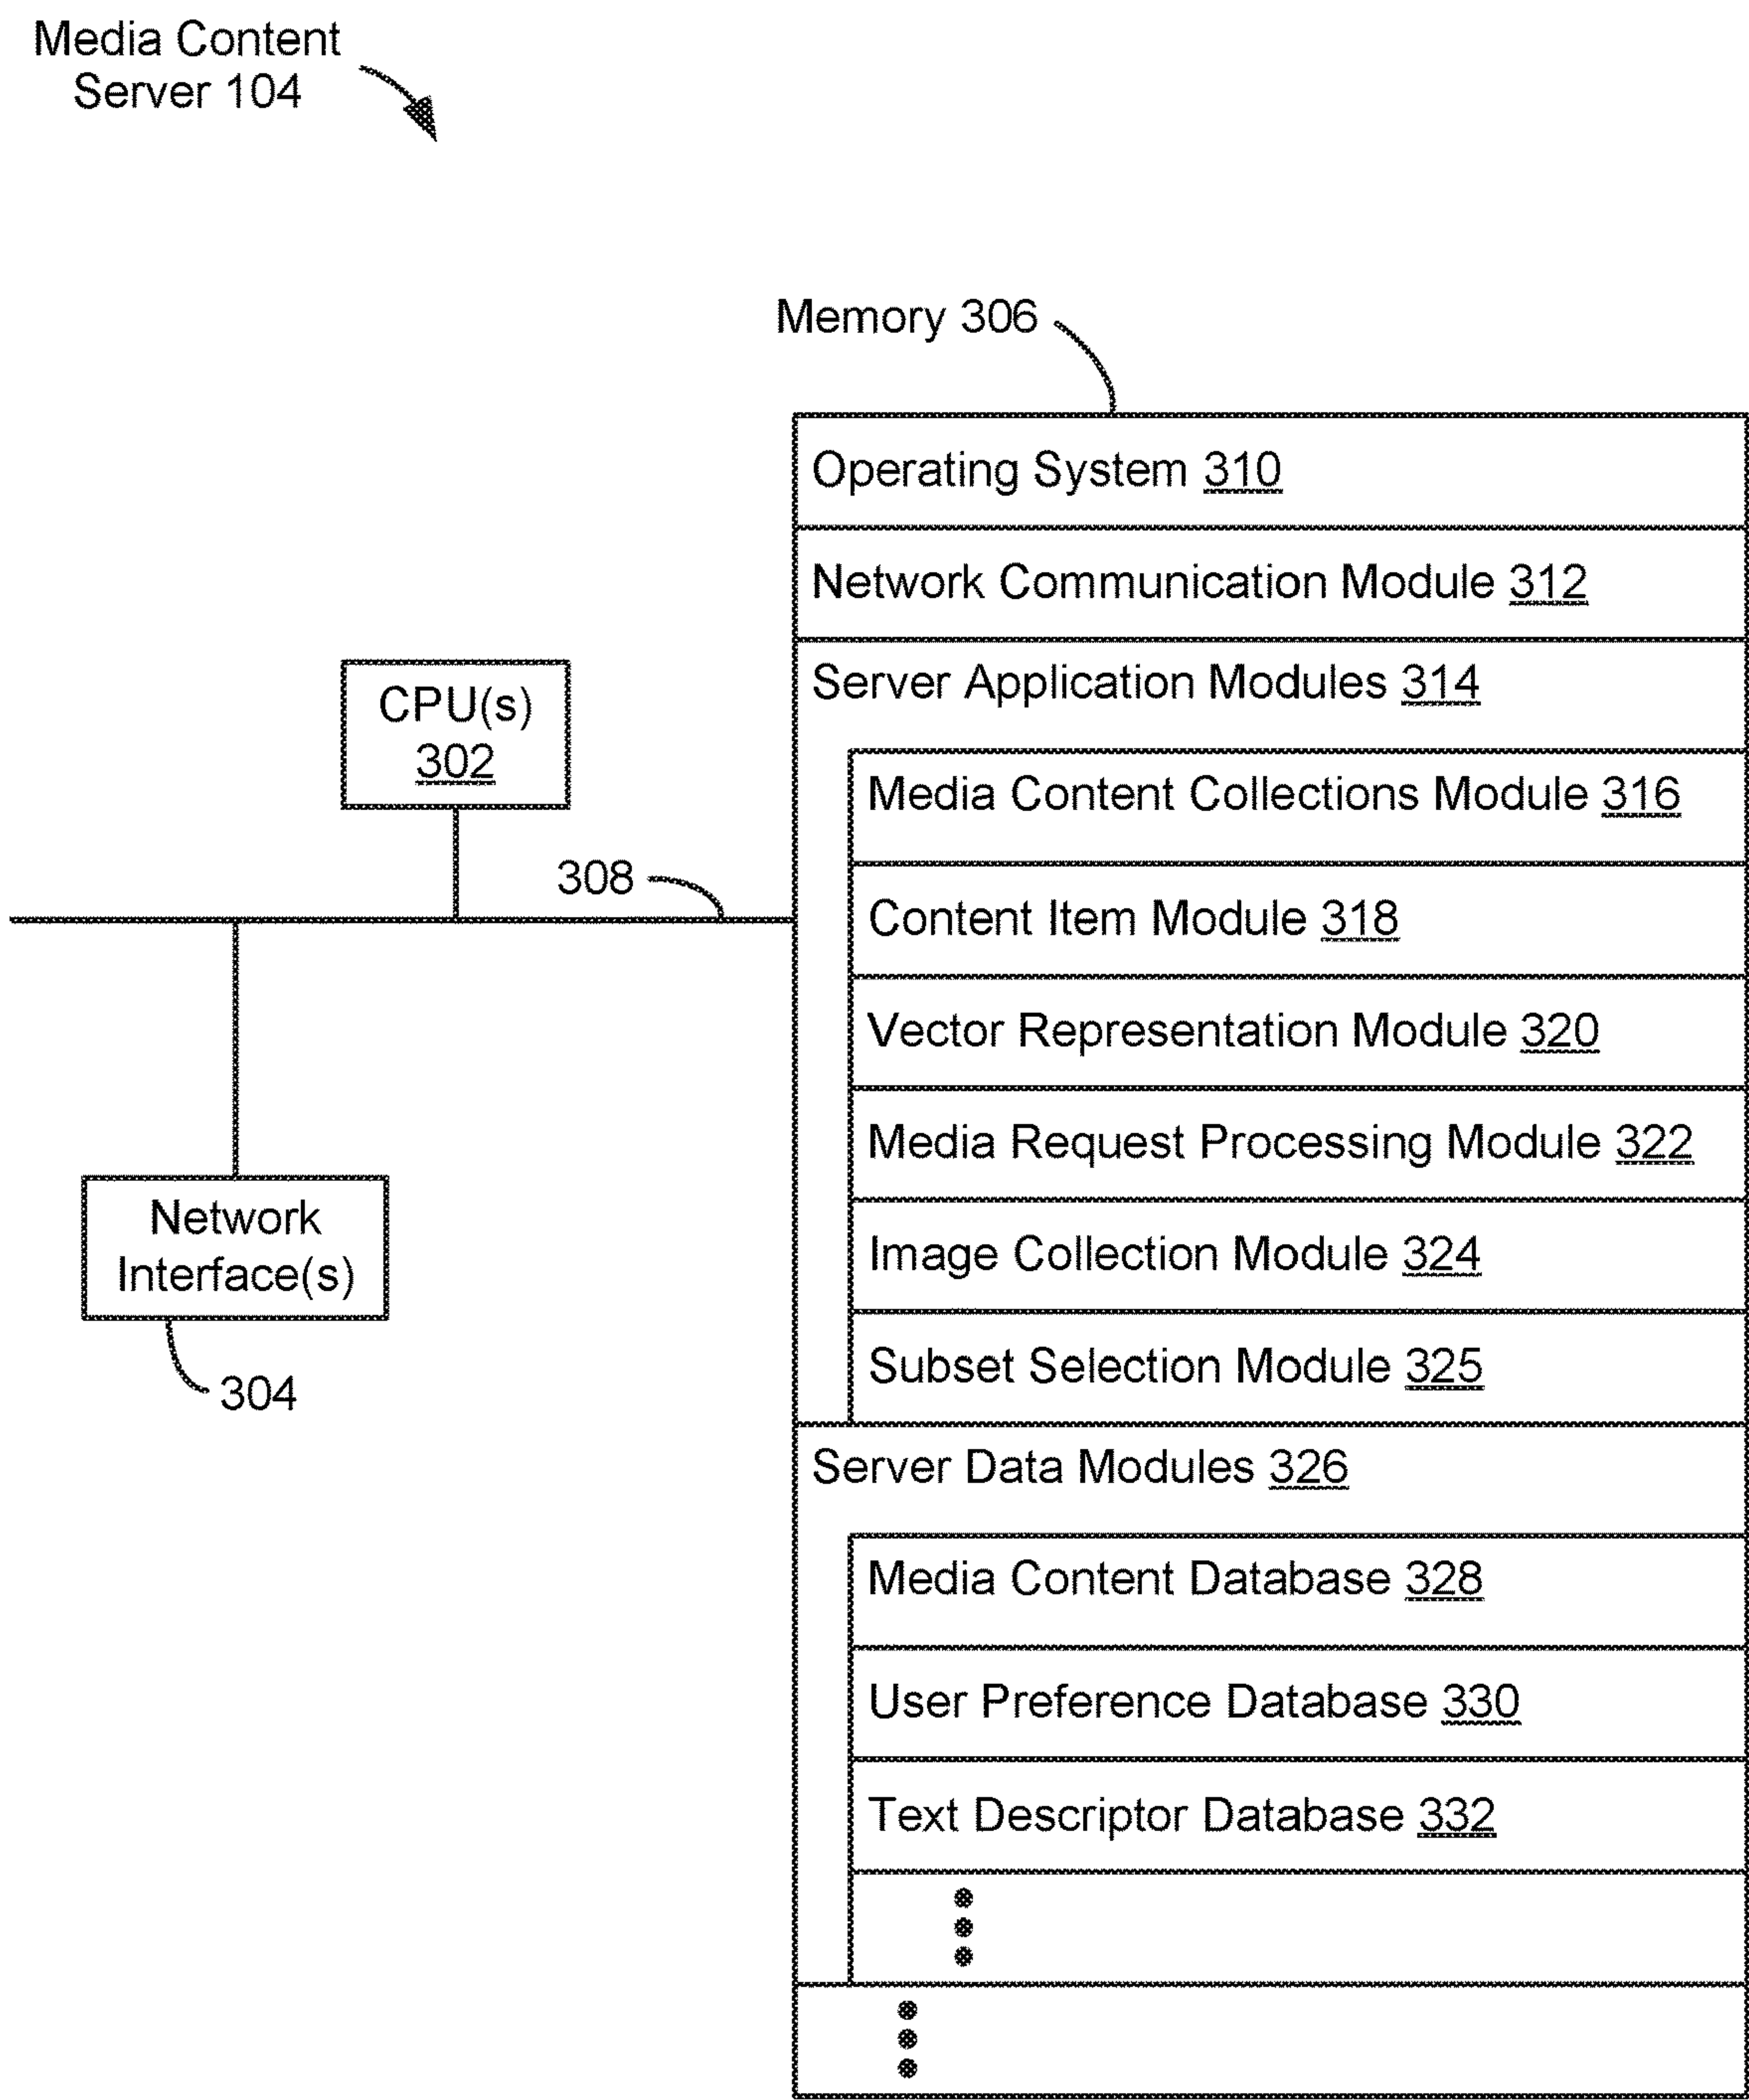 Media Content
Server 104
Memory 306
Operating System 310
Network Communication Module 312
Server Application Modules 314
CPU(s)
302
Media Content Collections Module 316
308
Content Item Module 318
Vector Representation Module 320
Media Request Processing Module 322
Network
Interface(s)
304
Image Collection Module 324
Subset Selection Module 325
Server Data Modules 326
Media Content Database 328
User Preference Database 330
Text Descriptor Database 332